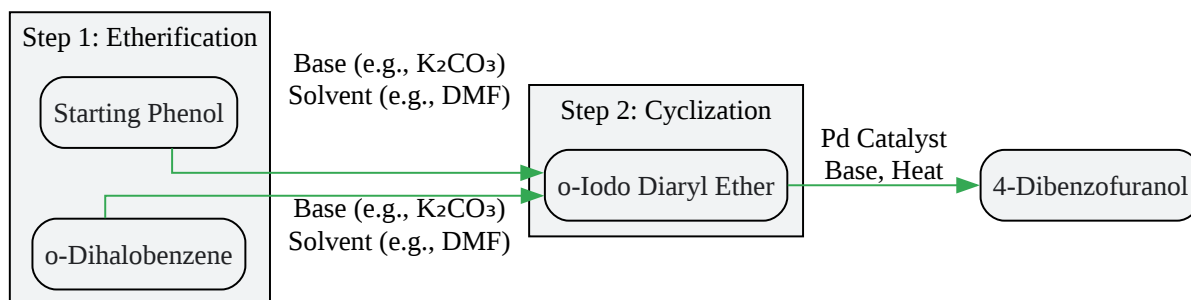 Step 1: Etherification
Starting Phenol
o-Dihalobenzene
Base (e.g., K₂CO₃)
Solvent (e.g., DMF)
Base (e.g., K₂CO₃)
Solvent (e.g., DMF)
Step 2: Cyclization
o-Iodo Diaryl Ether
Pd Catalyst
Base, Heat
4-Dibenzofuranol